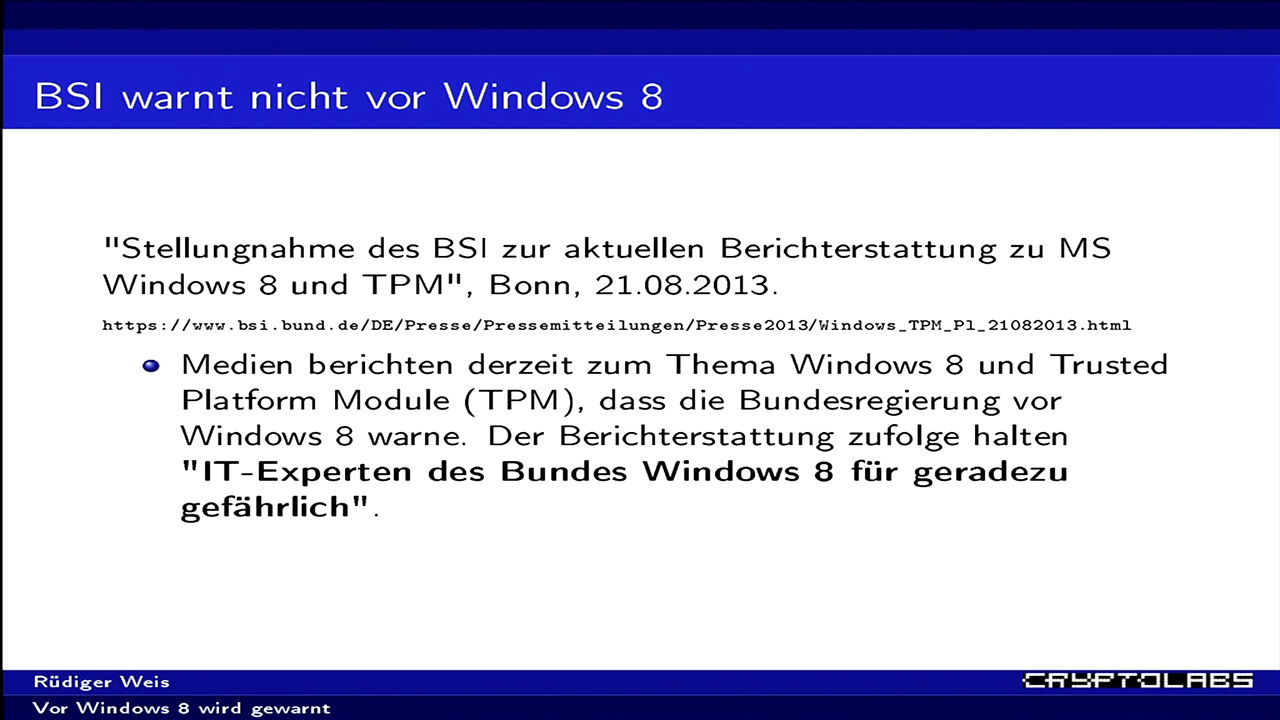 BSI warnt nicht vor Windows 8
"Stellungnahme des BSI zur aktuellen Berichterstattung zu MS
Windows 8 und TPM", Bonn, 21.08.2013.
https://www.bsi.bund.de/DE/Presse/Pressemitteilungen/Presse2013/Windows_TPM_Pl_21082013.html
Medien berichten derzeit zum Thema Windows 8 und Trusted
Platform Module (TPM), dass die Bundesregierung vor
Windows 8 warne. Der Berichterstattung zufolge halten
"IT-Experten des Bundes Windows 8 für geradezu
gefährlich".
Rüdiger Weis
CRYPTOLABS
Vor Windows 8 wird gewarnt